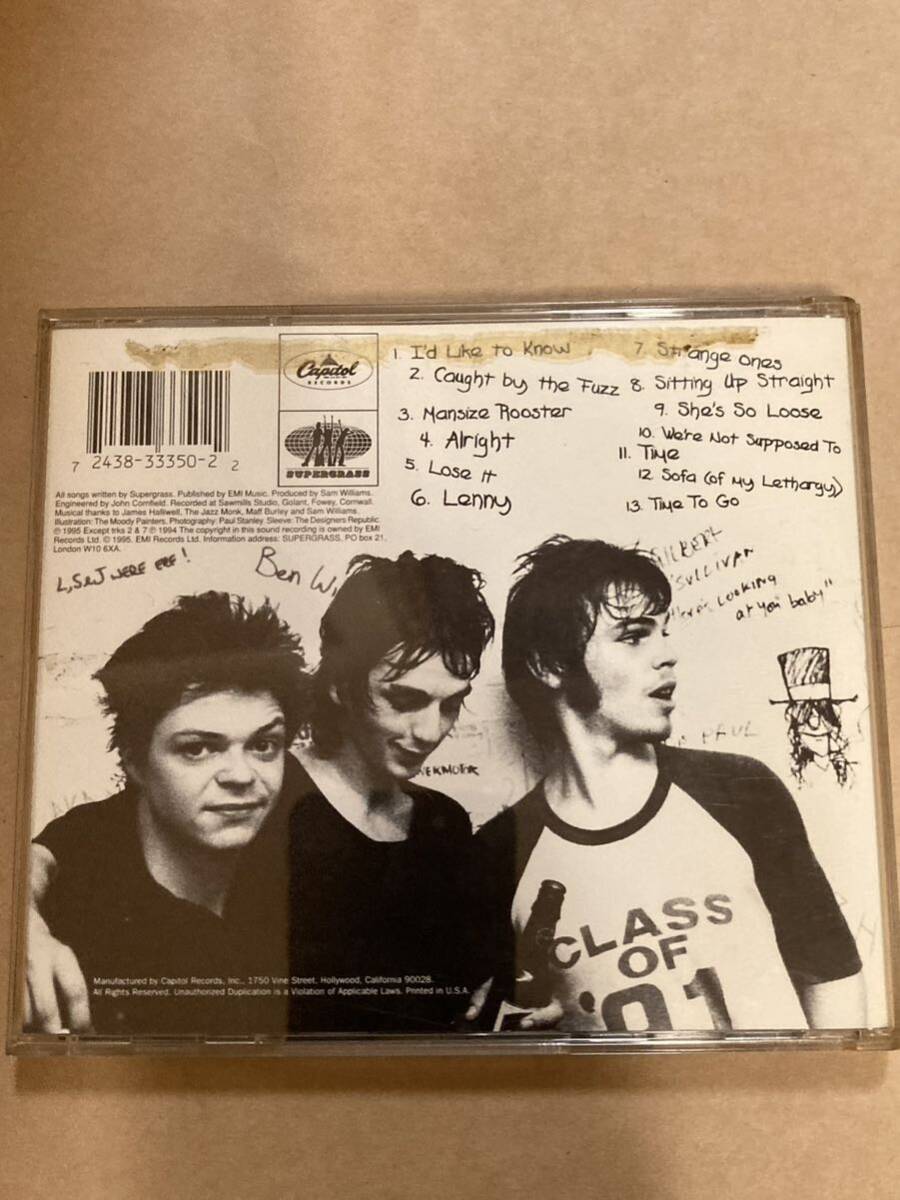 Capitol
RECORDS
SUPERGRASS
7 2438-33350-2 2
1. I'd Like to Know
2. Caught by the Fuzz
3. Mansize Rooster
4. Alright
5. Lose it
6. Lenny
7. Strange ones
8. Sitting Up Straight
9. She's So Loose
10. We're Not Supposed To
11. Time
12. Sofa (of My Lethargy)
13. Time To Go
All songs written by Supergrass. Published by EMI Music. Produced by Sam Williams.
Engineered by John Cornfield. Recorded at Sawmills Studio, Golant, Fowey, Cornwall.
Musical thanks to James Halliwell, The Jazz Monk, Maff Burley and Sam Williams.
Illustration: The Moody Painters. Photography: Paul Stanley. Sleeve: The Designers Republic.
℗ 1995 Except trks 2 & 7 ℗ 1994 The copyright in this sound recording is owned by EMI
Records Ltd. © 1995. EMI Records Ltd. Information address: SUPERGRASS, PO box 21,
London W10 6XA.
L, S & J WERE ERE!
Ben W.
GILBERT
SULLIVAN
LOOKING
at you baby"
PAUL
CLASS
OF
'91
Manufactured by Capitol Records, Inc., 1750 Vine Street, Hollywood, California 90028.
All Rights Reserved. Unauthorized Duplication is a Violation of Applicable Laws. Printed in U.S.A.